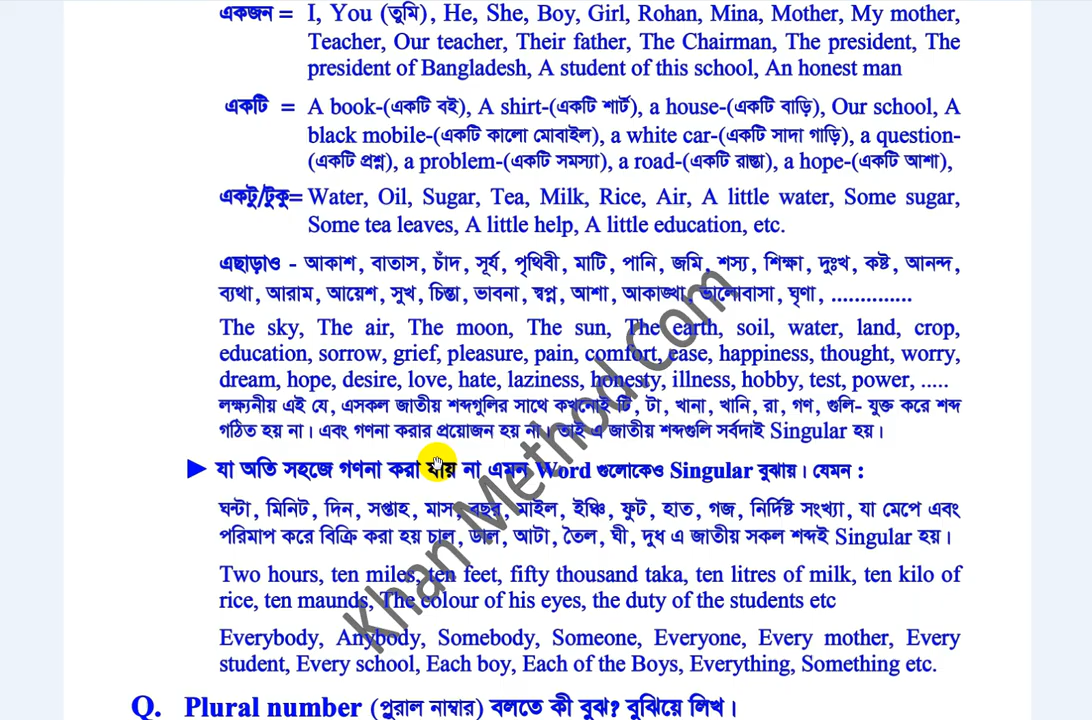 একজন = I, You (তুমি), He, She, Boy, Girl, Rohan, Mina, Mother, My mother,
Teacher, Our teacher, Their father, The Chairman, The president, The
president of Bangladesh, A student of this school, An honest man
একটি = A book-(একটি বই), A shirt-(একটি শার্ট), a house-(একটি বাড়ি), Our school, A
black mobile-(একটি কালো মোবাইল), a white car-(একটি সাদা গাড়ি), a question-
(একটি প্রশ্ন), a problem-(একটি সমস্যা), a road-(একটি রাস্তা), a hope-(একটি আশা),
একটু/টুকু= Water, Oil, Sugar, Tea, Milk, Rice, Air, A little water, Some sugar,
Some tea leaves, A little help, A little education, etc.
এছাড়াও - আকাশ, বাতাস, চাঁদ, সূর্য, পৃথিবী, মাটি, পানি, জমি, শস্য, শিক্ষা, দুঃখ, কষ্ট, আনন্দ,
ব্যথা, আরাম, আয়েশ, সুখ, চিন্তা, ভাবনা, স্বপ্ন, আশা, আকাঙ্খা, ভালোবাসা, ঘৃণা, ..............
The sky, The air, The moon, The sun, The earth, soil, water, land, crop,
education, sorrow, grief, pleasure, pain, comfort, ease, happiness, thought, worry,
dream, hope, desire, love, hate, laziness, honesty, illness, hobby, test, power, .....
লক্ষ্যনীয় এই যে, এসকল জাতীয় শব্দগুলির সাথে কখনোই টি, টা, খানা, খানি, রা, গণ, গুলি- যুক্ত করে শব্দ
গঠিত হয় না। এবং গণনা করার প্রয়োজন হয় না। তাই এ জাতীয় শব্দগুলি সর্বদাই Singular হয়।
► যা অতি সহজে গণনা করা যায় না এমন Word গুলোকেও Singular বুঝায়। যেমন :
ঘন্টা, মিনিট, দিন, সপ্তাহ, মাস, বছর, মাইল, ইঞ্চি, ফুট, হাত, গজ, নির্দিষ্ট সংখ্যা, যা মেপে এবং
পরিমাপ করে বিক্রি করা হয় চাল, ডাল, আটা, তৈল, ঘী, দুধ এ জাতীয় সকল শব্দই Singular হয়।
Two hours, ten miles, ten feet, fifty thousand taka, ten litres of milk, ten kilo of
rice, ten maunds, The colour of his eyes, the duty of the students etc
Everybody, Anybody, Somebody, Someone, Everyone, Every mother, Every
student, Every school, Each boy, Each of the Boys, Everything, Something etc.
Q. Plural number (প্লুরাল নাম্বার) বলতে কী বুঝ? বুঝিয়ে লিখ।
Khan Method.Com